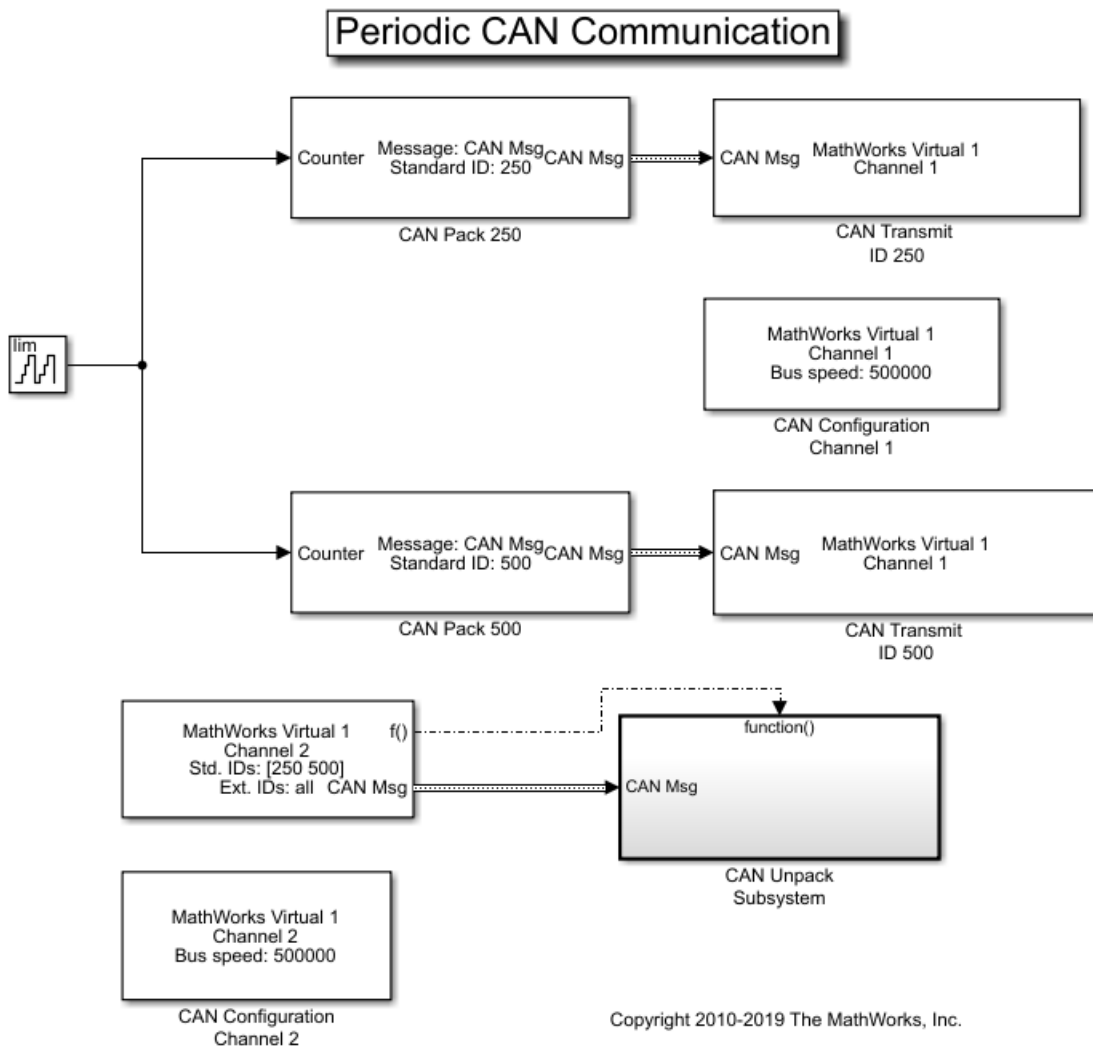 Periodic CAN Communication
Counter
Message: CAN Msg
Standard ID: 250
CAN Msg
CAN Pack 250
CAN Msg
MathWorks Virtual 1
Channel 1
CAN Transmit
ID 250
lim
MathWorks Virtual 1
Channel 1
Bus speed: 500000
CAN Configuration
Channel 1
Counter
Message: CAN Msg
Standard ID: 500
CAN Msg
CAN Pack 500
CAN Msg
MathWorks Virtual 1
Channel 1
CAN Transmit
ID 500
MathWorks Virtual 1
Channel 2
Std. IDs: [250 500]
Ext. IDs: all
f()
CAN Msg
function()
CAN Msg
CAN Unpack
Subsystem
MathWorks Virtual 1
Channel 2
Bus speed: 500000
CAN Configuration
Channel 2
Copyright 2010-2019 The MathWorks, Inc.